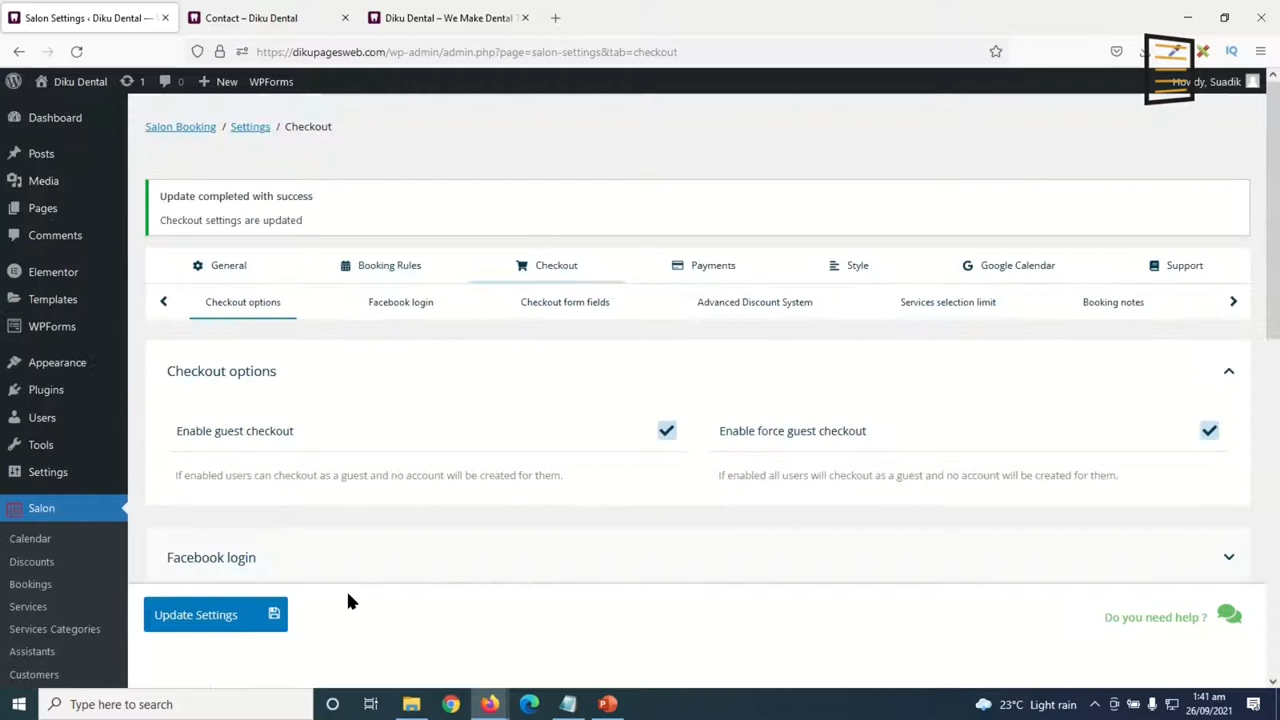 Salon Settings ‹ Diku Dental —
Contact – Diku Dental
Diku Dental – We Make Dental T
https://dikupagesweb.com/wp-admin/admin.php?page=salon-settings&tab=checkout
IQ
Diku Dental
1
0
+ New
WPForms
dy, Suadik
Dashboard
Posts
Media
Pages
Comments
Elementor
Templates
WPForms
Appearance
Plugins
Users
Tools
Settings
Salon
Calendar
Discounts
Bookings
Services
Services Categories
Assistants
Customers
Salon Booking / Settings / Checkout
Update completed with success
Checkout settings are updated
General
Booking Rules
Checkout
Payments
Style
Google Calendar
Support
Checkout options
Facebook login
Checkout form fields
Advanced Discount System
Services selection limit
Booking notes
Checkout options
Enable guest checkout
Enable force guest checkout
If enabled users can checkout as a guest and no account will be created for them.
If enabled all users will checkout as a guest and no account will be created for them.
Facebook login
Update Settings
Do you need help ?
Type here to search
23°C Light rain
1:41 am
26/09/2021